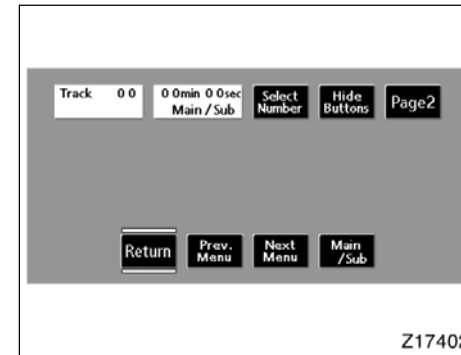 Track 0 0
0 0min 0 0sec
Main / Sub
Select
Number
Hide
Buttons
Page2
Return
Prev.
Menu
Next
Menu
Main
/Sub
Z17402